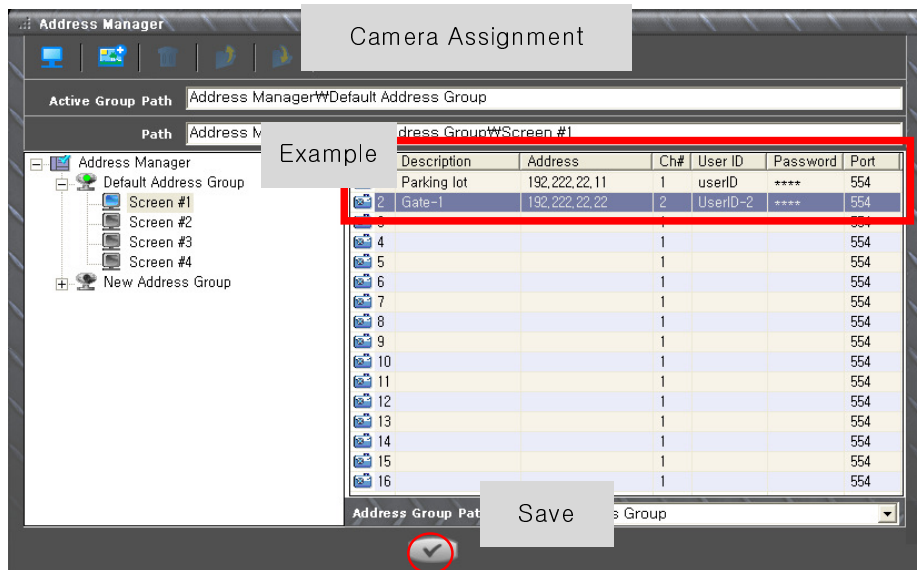 Address Manager
Camera Assignment
Active Group Path Address Manager₩Default Address Group
Path Address M dress Group₩Screen #1
Example
Address Manager
Default Address Group
Screen #1
Screen #2
Screen #3
Screen #4
New Address Group
Description Address Ch# User ID Password Port
Parking lot 192,222,22,11 1 userID **** 554
2 Gate-1 192,222,22,22 2 UserID-2 **** 554
3 1 554
4 1 554
5 1 554
6 1 554
7 1 554
8 1 554
9 1 554
10 1 554
11 1 554
12 1 554
13 1 554
14 1 554
15 1 554
16 1 554
Address Group Pat s Group
Save